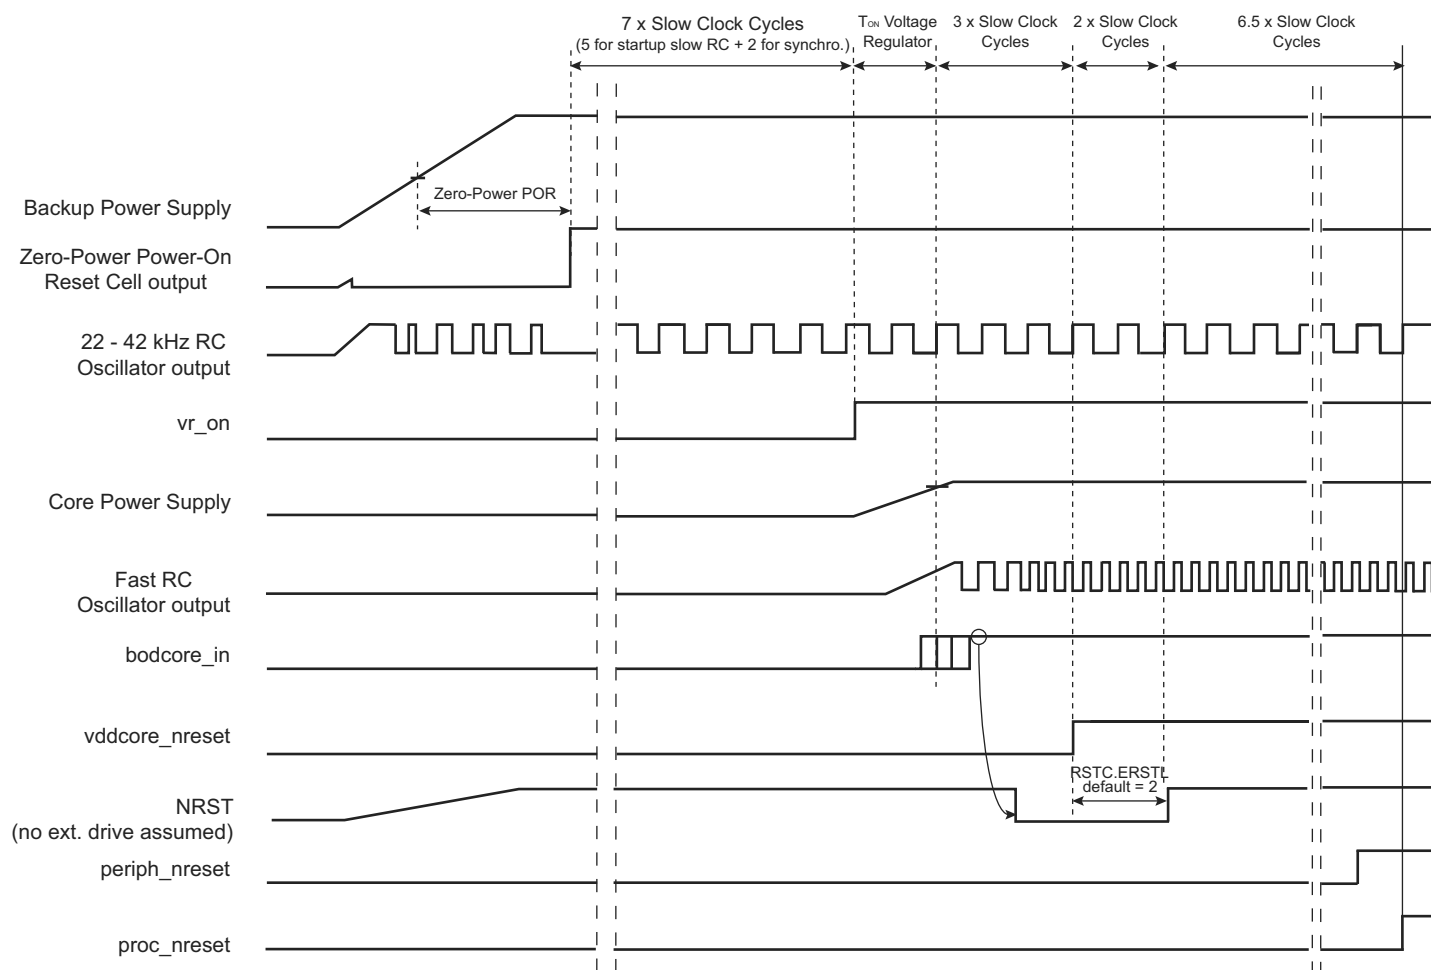 7 x Slow Clock Cycles
(5 for startup slow RC + 2 for synchro.)
TON Voltage
Regulator
3 x Slow Clock
Cycles
2 x Slow Clock
Cycles
6.5 x Slow Clock
Cycles
Zero-Power POR
Backup Power Supply
Zero-Power Power-On
Reset Cell output
22 - 42 kHz RC
Oscillator output
vr_on
Core Power Supply
Fast RC
Oscillator output
bodcore_in
vddcore_nreset
RSTC.ERSTL
default = 2
NRST
(no ext. drive assumed)
periph_nreset
proc_nreset